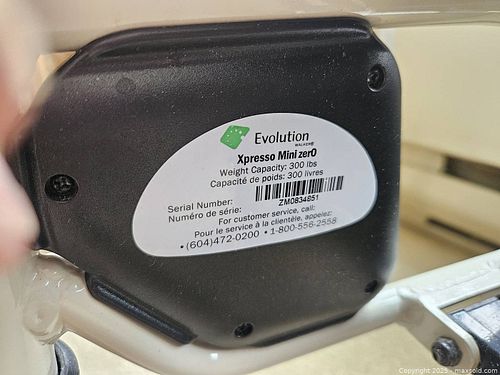 Evolution
WALKER®
Xpresso Mini zer0
Weight Capacity: 300 lbs
Capacité de poids: 300 livres
Serial Number:
Numéro de série:
ZM0834851
For customer service, call:
Pour le service à la clientèle, appelez:
• (604)472-0200 • 1-800-556-2558
Copyright 2025 - maxsold.com